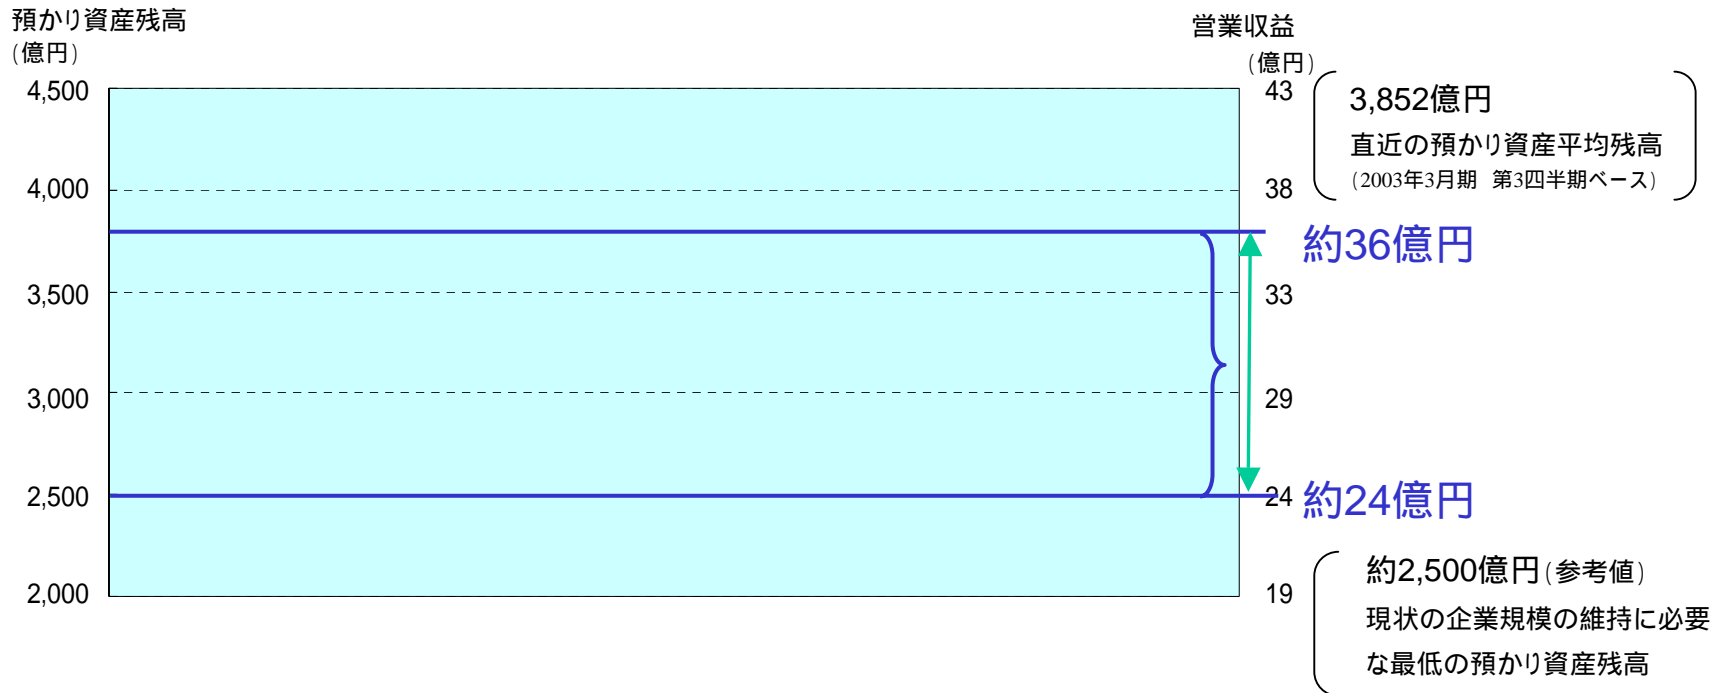 預かり資産残高
(億円)
営業収益
(億円)
4,500
4,000
3,500
3,000
2,500
2,000
43
38
33
29
24
19
3,852億円
直近の預かり資産平均残高
(2003年3月期 第3四半期ベース)
約36億円
約24億円
約2,500億円(参考値)
現状の企業規模の維持に必要
な最低の預かり資産残高